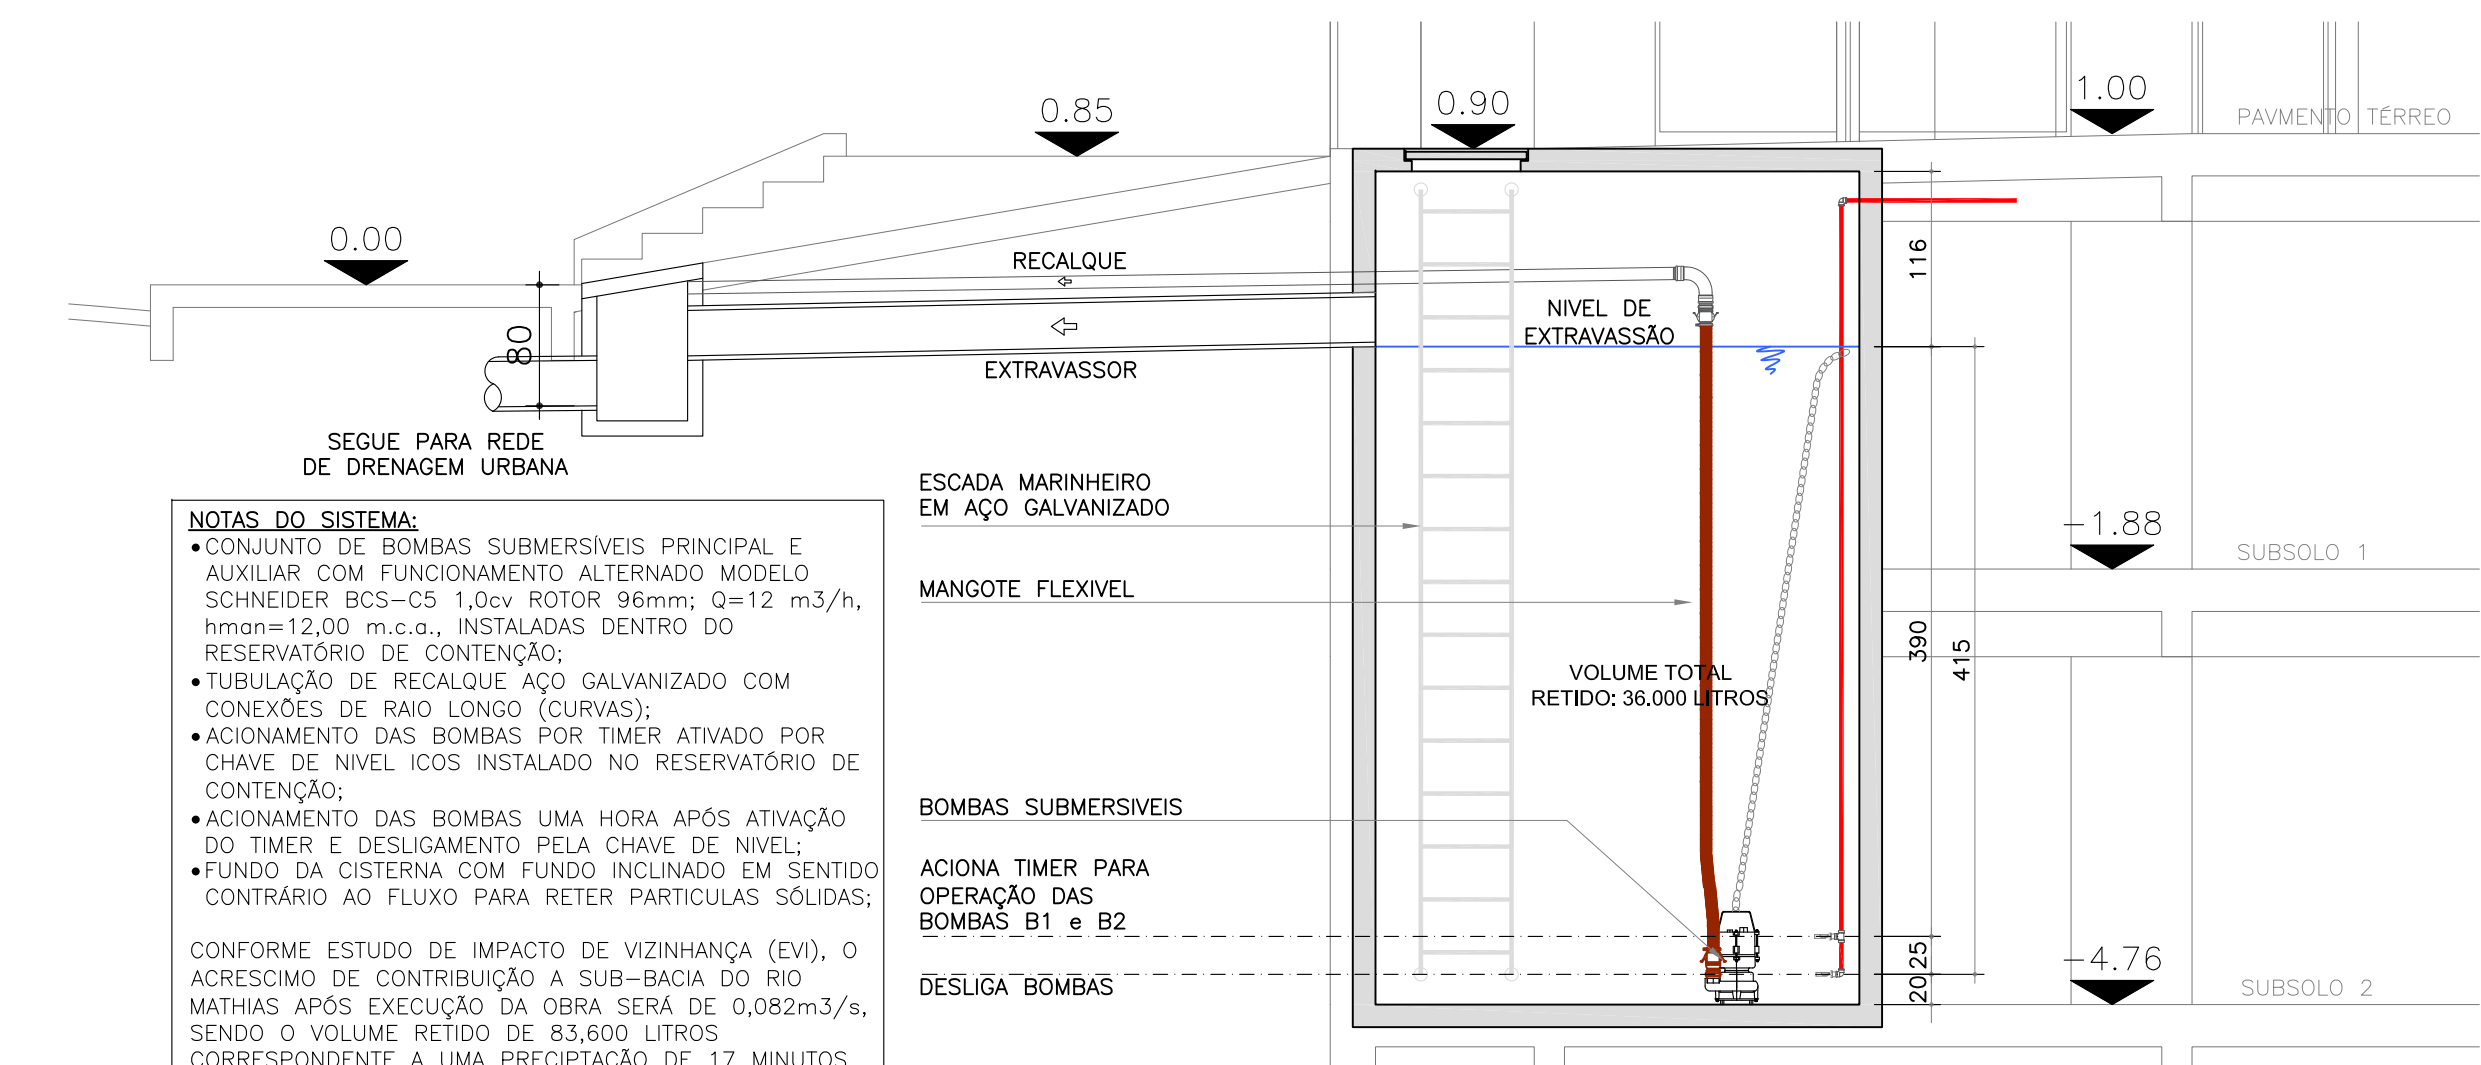 0.85
0.90
1.00
PAVMENTO TÉRREO
0.00
RECALQUE
116
NIVEL DE
EXTRAVASSÃO
80
EXTRAVASSOR
SEGUE PARA REDE
DE DRENAGEM URBANA
ESCADA MARINHEIRO
EM AÇO GALVANIZADO
MANGOTE FLEXIVEL
-1.88
SUBSOLO 1
390
415
VOLUME TOTAL
RETIDO: 36.000 LITROS
BOMBAS SUBMERSIVEIS
ACIONA TIMER PARA
OPERAÇÃO DAS
BOMBAS B1 e B2
DESLIGA BOMBAS
25
20
-4.76
SUBSOLO 2
NOTAS DO SISTEMA:
•CONJUNTO DE BOMBAS SUBMERSÍVEIS PRINCIPAL E
AUXILIAR COM FUNCIONAMENTO ALTERNADO MODELO
SCHNEIDER BCS-C5 1,0cv ROTOR 96mm; Q=12 m3/h,
hman=12,00 m.c.a., INSTALADAS DENTRO DO
RESERVATÓRIO DE CONTENÇÃO;
•TUBULAÇÃO DE RECALQUE AÇO GALVANIZADO COM
CONEXÕES DE RAIO LONGO (CURVAS);
•ACIONAMENTO DAS BOMBAS POR TIMER ATIVADO POR
CHAVE DE NIVEL ICOS INSTALADO NO RESERVATÓRIO DE
CONTENÇÃO;
•ACIONAMENTO DAS BOMBAS UMA HORA APÓS ATIVAÇÃO
DO TIMER E DESLIGAMENTO PELA CHAVE DE NIVEL;
•FUNDO DA CISTERNA COM FUNDO INCLINADO EM SENTIDO
CONTRÁRIO AO FLUXO PARA RETER PARTICULAS SÓLIDAS;
CONFORME ESTUDO DE IMPACTO DE VIZINHANÇA (EVI), O
ACRESCIMO DE CONTRIBUIÇÃO A SUB-BACIA DO RIO
MATHIAS APÓS EXECUÇÃO DA OBRA SERÁ DE 0,082m3/s,
SENDO O VOLUME RETIDO DE 83,600 LITROS
CORRESPONDENTE A UMA PRECIPTAÇÃO DE 17 MINUTOS